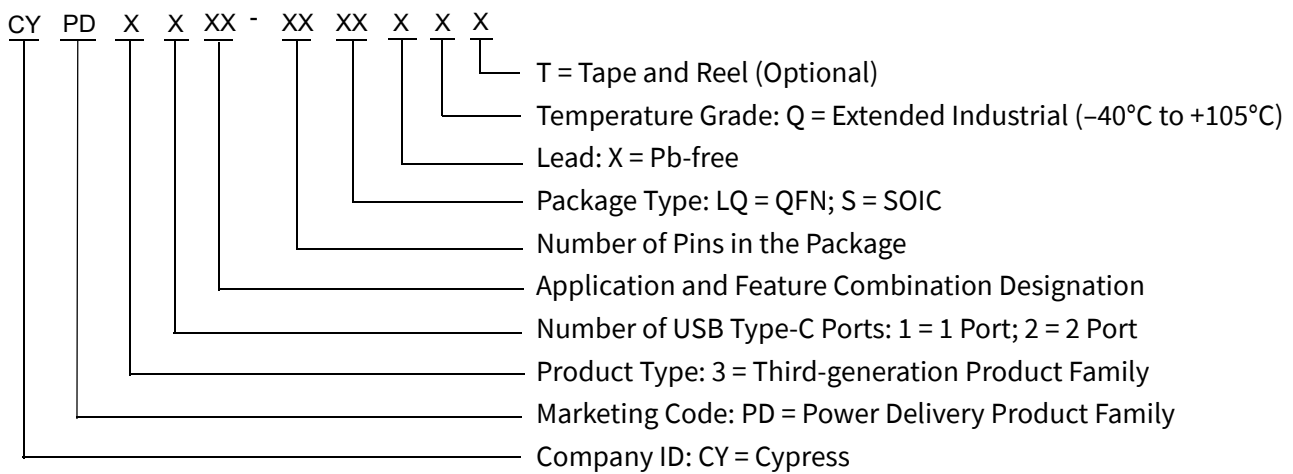 CY PD X X XX - XX XX X X X
T = Tape and Reel (Optional)
Temperature Grade: Q = Extended Industrial (–40°C to +105°C)
Lead: X = Pb-free
Package Type: LQ = QFN; S = SOIC
Number of Pins in the Package
Application and Feature Combination Designation
Number of USB Type-C Ports: 1 = 1 Port; 2 = 2 Port
Product Type: 3 = Third-generation Product Family
Marketing Code: PD = Power Delivery Product Family
Company ID: CY = Cypress